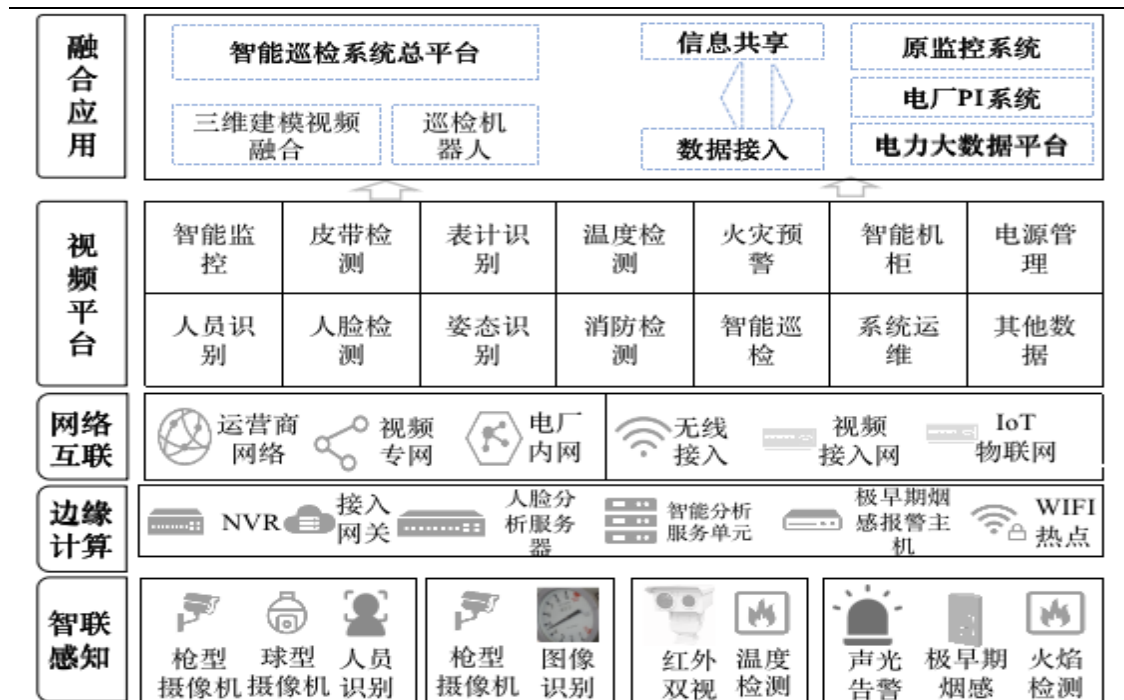 融
合
应
用
智能巡检系统总平台
三维建模视频
融合
巡检机
器人
信息共享
数据接入
原监控系统
电厂PI系统
电力大数据平台
视
频
平
台
智能监
控
皮带检
测
表计识
别
温度检
测
火灾预
警
智能机
柜
电源管
理
人员识
别
人脸检
测
姿态识
别
消防检
测
智能巡
检
系统运
维
其他数
据
网络
互联
运营商
网络
视频
专网
电厂
内网
无线
接入
视频
接入网
IoT
物联网
边缘
计算
NVR
接入
网关
人脸分
析服务
器
智能分析
服务单元
极早期烟
感报警主
机
WIFI
热点
智联
感知
枪型
摄像机
球型
摄像机
人员
识别
枪型
摄像机
图像
识别
红外
双视
温度
检测
声光
告警
极早期
烟感
火焰
检测